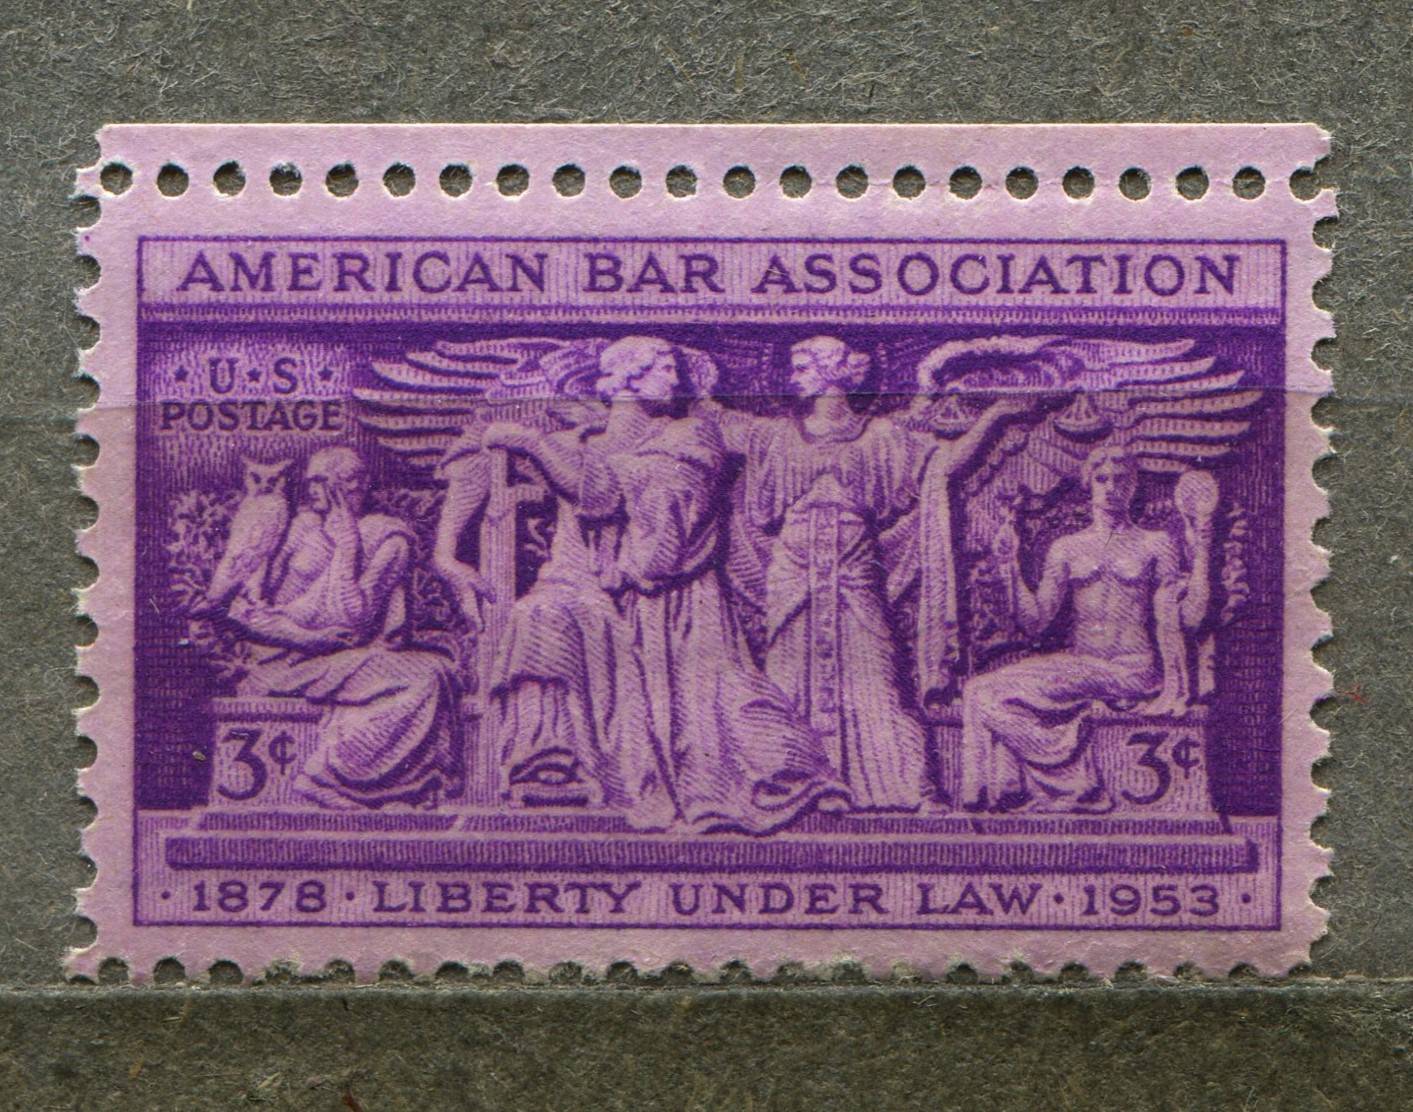 AMERICAN BAR ASSOCIATION
★ U ★ S ★
POSTAGE
3¢
3¢
· 1878 · LIBERTY UNDER LAW · 1953 ·